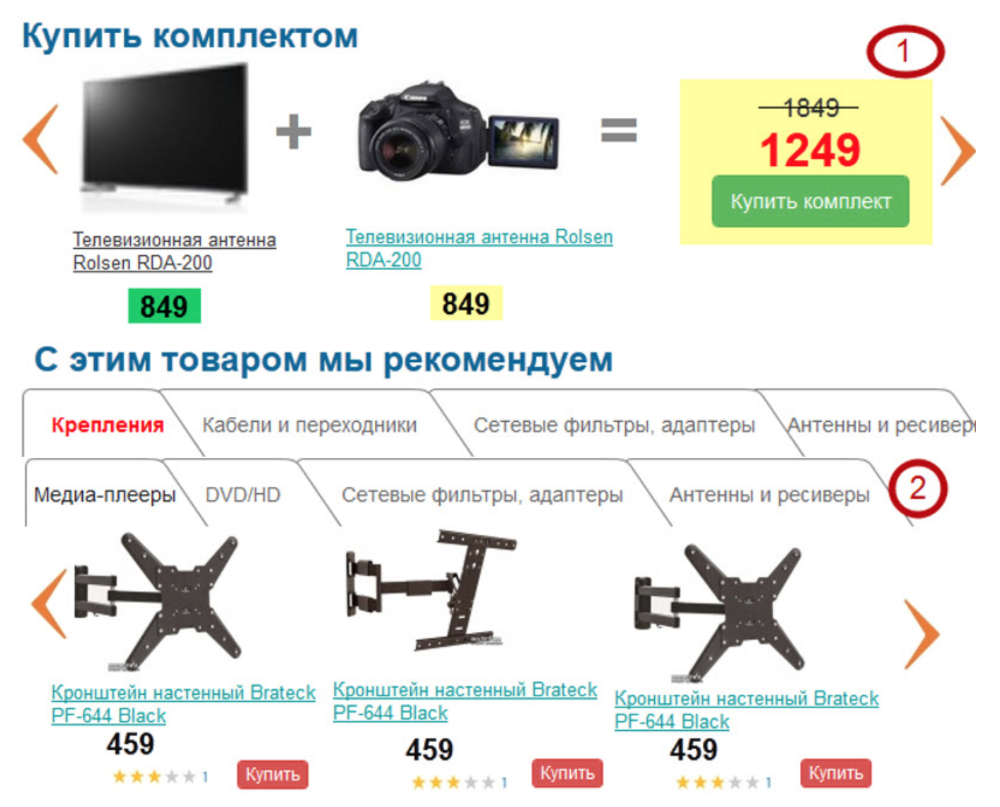 Купить комплектом
1
1849
1249
Купить комплект
Canon
EOS
Телевизионная антенна
Rolsen RDA-200
849
Телевизионная антенна Rolsen
RDA-200
849
С этим товаром мы рекомендуем
Крепления
Кабели и переходники
Сетевые фильтры, адаптеры
Антенны и ресивер
Медиа-плееры
DVD/HD
Сетевые фильтры, адаптеры
Антенны и ресиверы
2
Кронштейн настенный Brateck
PF-644 Black
459
1
Купить
Кронштейн настенный Brateck
PF-644 Black
459
1
Купить
Кронштейн настенный Brateck
PF-644 Black
459
1
Купить